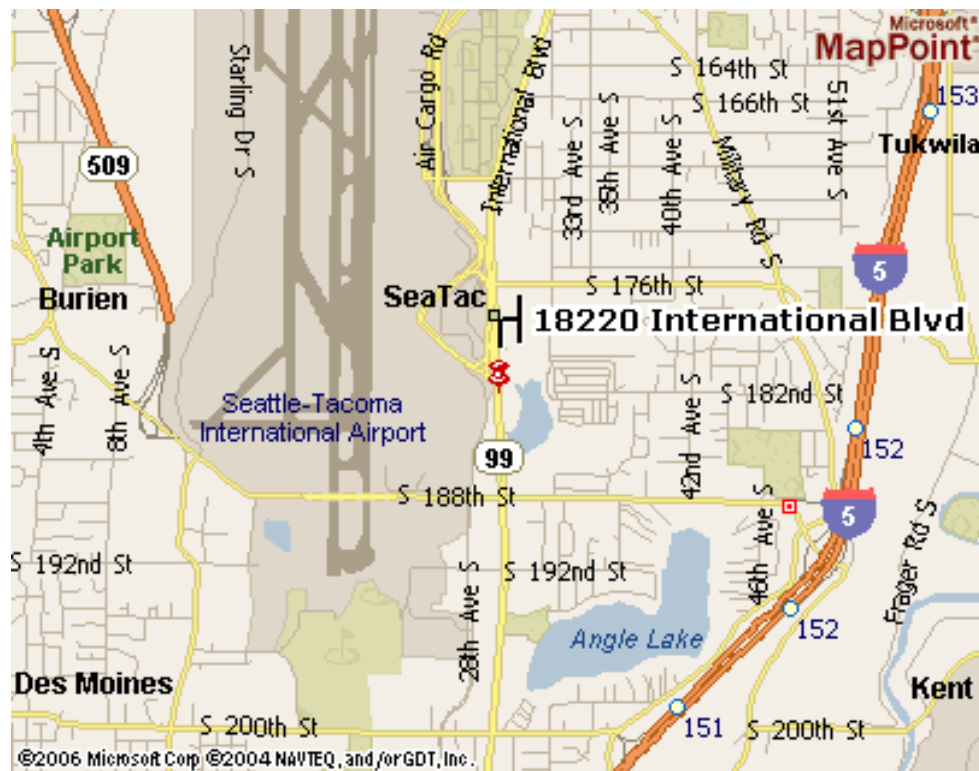 Microsoft®
MapPoint®
Starling Dr S
Air Cargo Rd
International Blvd
S 164th St
S 166th St
153
51st Ave S
Tukwila
33rd Ave S
35th Ave S
40th Ave S
Military Rd S
509
Airport
Park
Burien
5
S 176th St
SeaTac
18220 International Blvd
4th Ave S
8th Ave S
Seattle-Tacoma
International Airport
42nd Ave S
S 182nd St
152
99
S 188th St
46th Ave S
5
Frager Rd S
S 192nd St
28th Ave S
S 192nd St
152
Angle Lake
Des Moines
Kent
S 200th St
151
S 200th St
©2006 Microsoft Corp ©2004 NAVTEQ, and/or GDT, Inc.